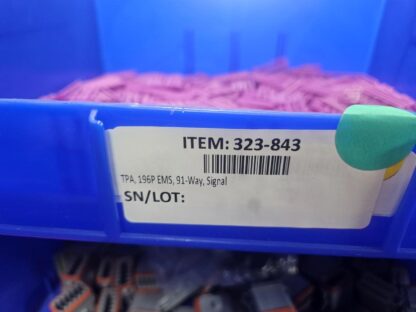 ITEM: 323-843
TPA, 196P EMS, 91-Way, Signal
SN/LOT: